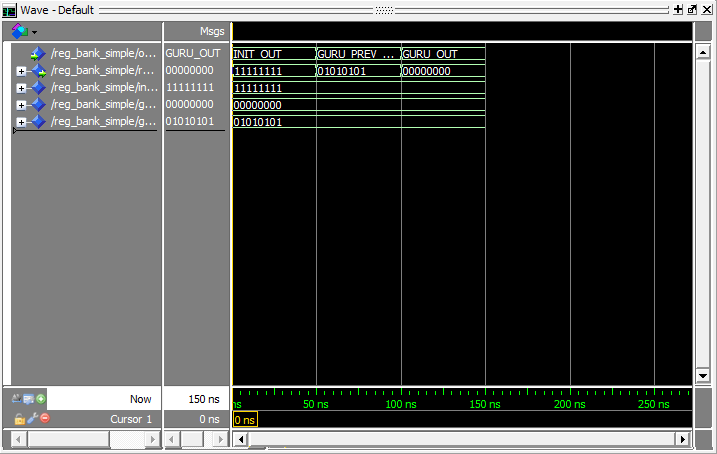 Wave - Default
Msgs
/reg_bank_simple/o... GURU_OUT INIT_OUT GURU_PREV ... GURU_OUT
/reg_bank_simple/r... 00000000 11111111 01010101 00000000
/reg_bank_simple/in... 11111111 11111111
/reg_bank_simple/g... 00000000 00000000
/reg_bank_simple/g... 01010101 01010101
Now 150 ns ns 50 ns 100 ns 150 ns 200 ns 250 ns
Cursor 1 0 ns 0 ns